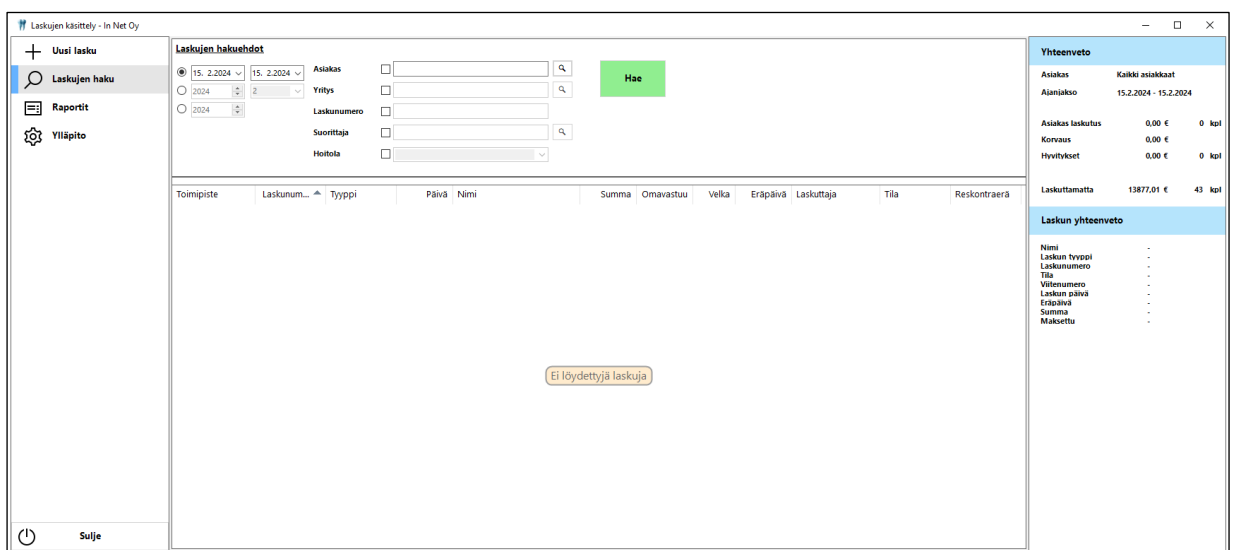 Laskujen käsittely - In Net Oy
Uusi lasku
Laskujen haku
Raportit
Ylläpito
Sulje
Laskujen hakuehdot
15. 2.2024 15. 2.2024
2024 2
2024
Asiakas
Yritys
Laskunumero
Suorittaja
Hoitola
Hae
Toimipiste Laskunum... Tyyppi Päivä Nimi Summa Omavastuu Velka Eräpäivä Laskuttaja Tila Reskontraerä
Ei löydettyjä laskuja
Yhteenveto
Asiakas Kaikki asiakkaat
Ajanjakso 15.2.2024 - 15.2.2024
Asiakas laskutus 0,00 € 0 kpl
Korvaus 0,00 €
Hyvitykset 0,00 € 0 kpl
Laskuttamatta 13877,01 € 43 kpl
Laskun yhteenveto
Nimi -
Laskun tyyppi -
Laskunumero -
Tila -
Viitenumero -
Laskun päivä -
Eräpäivä -
Summa -
Maksettu -